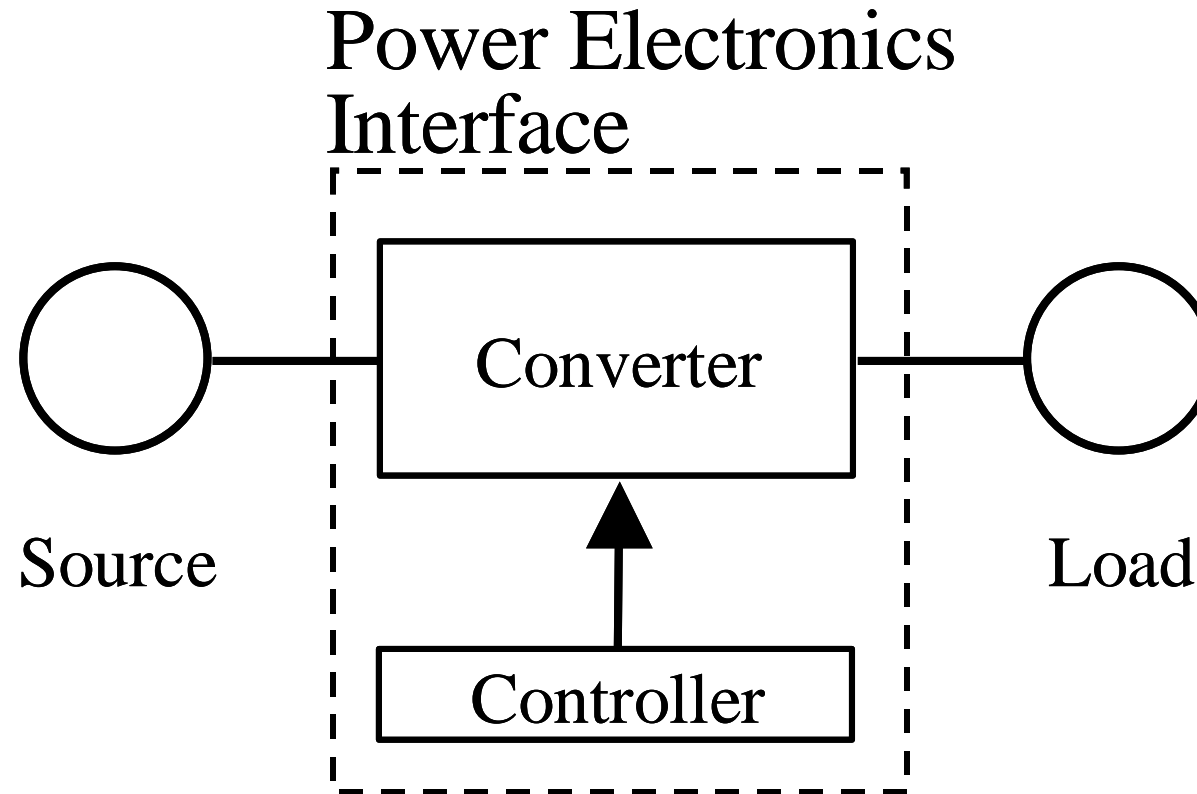 Power Electronics
Interface
Converter
Source
Load
Controller